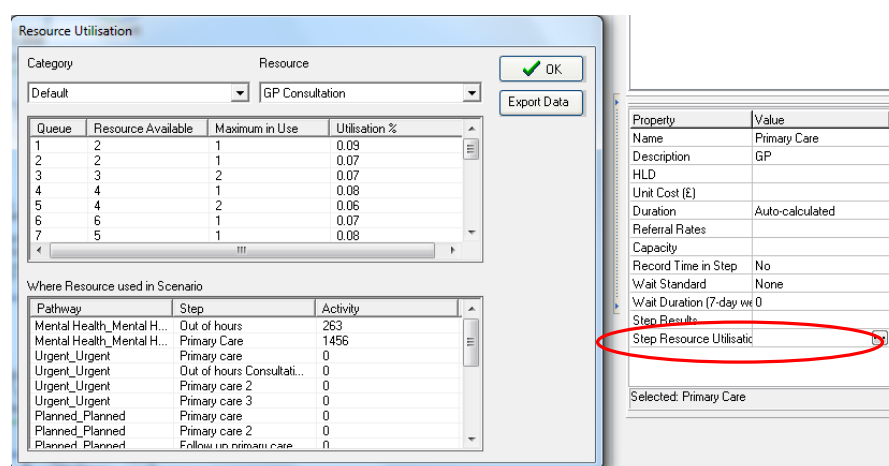 Resource Utilisation
Category Resource
Default GP Consultation
OK
Export Data
Queue Resource Available Maximum in Use Utilisation %
1 2 1 0.09
2 2 1 0.07
3 3 2 0.07
4 4 1 0.08
5 4 2 0.06
6 6 1 0.07
7 5 1 0.08
Where Resource used in Scenario
Pathway Step Activity
Mental Health_Mental H... Out of hours 263
Mental Health_Mental H... Primary Care 1456
Urgent_Urgent Primary care 0
Urgent_Urgent Out of hours Consultati... 0
Urgent_Urgent Primary care 2 0
Urgent_Urgent Primary care 3 0
Planned_Planned Primary care 0
Planned_Planned Primary care 2 0
Planned_Planned Follow up primary care 0
Property Value
Name Primary Care
Description GP
HLD
Unit Cost (£)
Duration Auto-calculated
Referral Rates
Capacity
Record Time in Step No
Wait Standard None
Wait Duration (7-day we 0
Step Results
Step Resource Utilisatic
Selected: Primary Care